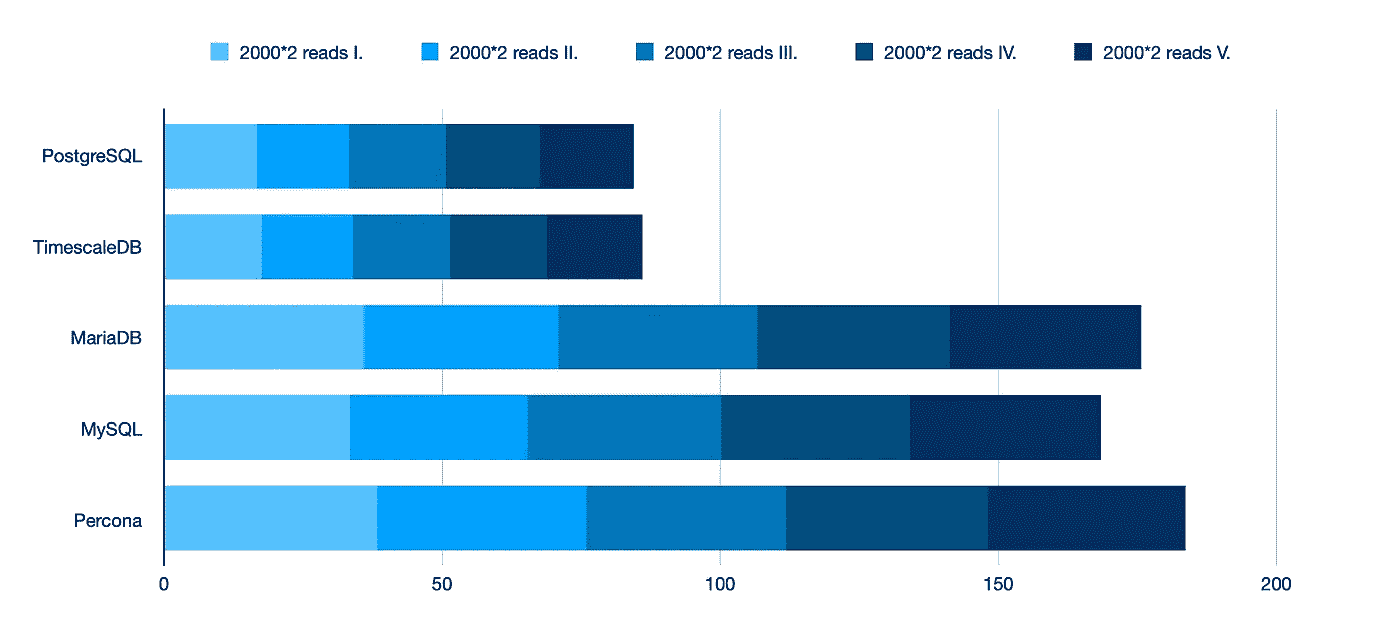 2000*2 reads I. 2000*2 reads II. 2000*2 reads III. 2000*2 reads IV. 2000*2 reads V.
PostgreSQL
TimescaleDB
MariaDB
MySQL
Percona
0 50 100 150 200